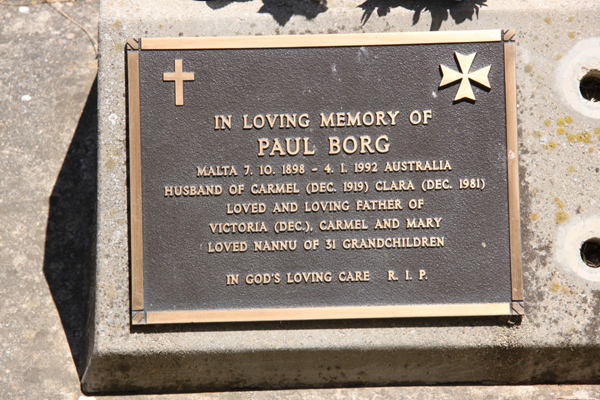 IN LOVING MEMORY OF
PAUL BORG
MALTA 7. 10. 1898 - 4. 1. 1992 AUSTRALIA
HUSBAND OF CARMEL (DEC. 1919) CLARA (DEC. 1981)
LOVED AND LOVING FATHER OF
VICTORIA (DEC.), CARMEL AND MARY
LOVED NANNU OF 31 GRANDCHILDREN
IN GOD'S LOVING CARE R. I. P.